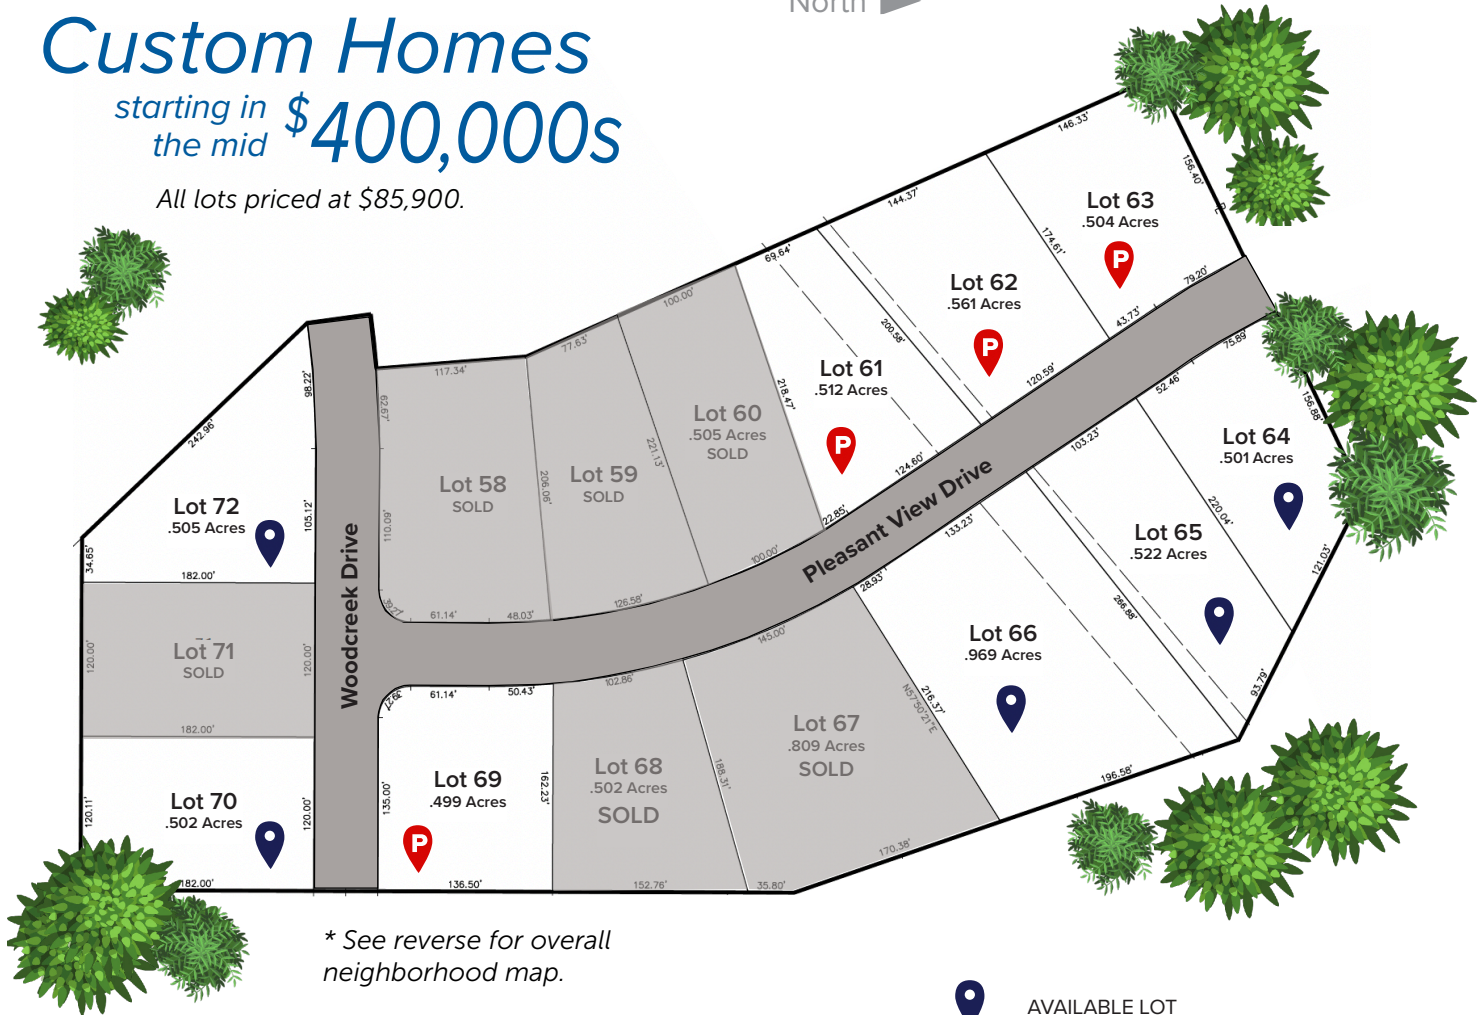 North
Custom Homes
starting in
the mid
$400,000s
All lots priced at $85,900.
146.33'
156.40'
144.37'
Lot 63
.504 Acres
P
174.61'
79.20'
43.73'
69.64'
Lot 62
.561 Acres
P
200.58'
120.59'
Lot 61
.512 Acres
P
218.47'
124.60'
22.85'
100.00'
Lot 60
.505 Acres
SOLD
100.00'
77.63'
221.13'
Lot 59
SOLD
126.58'
117.34'
62.67'
206.06'
Lot 58
SOLD
110.09'
39.27'
61.14'
48.03'
98.22'
242.96'
Lot 72
.505 Acres
105.12'
34.65'
182.00'
Lot 71
SOLD
120.00'
120.00'
182.00'
Lot 70
.502 Acres
120.11'
120.00'
182.00'
Woodcreek Drive
Pleasant View Drive
75.89'
52.46'
103.23'
156.88'
Lot 64
.501 Acres
220.04'
121.03'
Lot 65
.522 Acres
266.88'
93.79'
133.23'
28.93'
Lot 66
.969 Acres
216.37'
N57°50'21"E
196.58'
145.00'
Lot 67
.809 Acres
SOLD
170.38'
35.80'
102.86'
188.31'
Lot 68
.502 Acres
SOLD
152.76'
39.27'
61.14'
50.43'
Lot 69
.499 Acres
P
135.00'
162.23'
136.50'
* See reverse for overall
neighborhood map.
AVAILABLE LOT